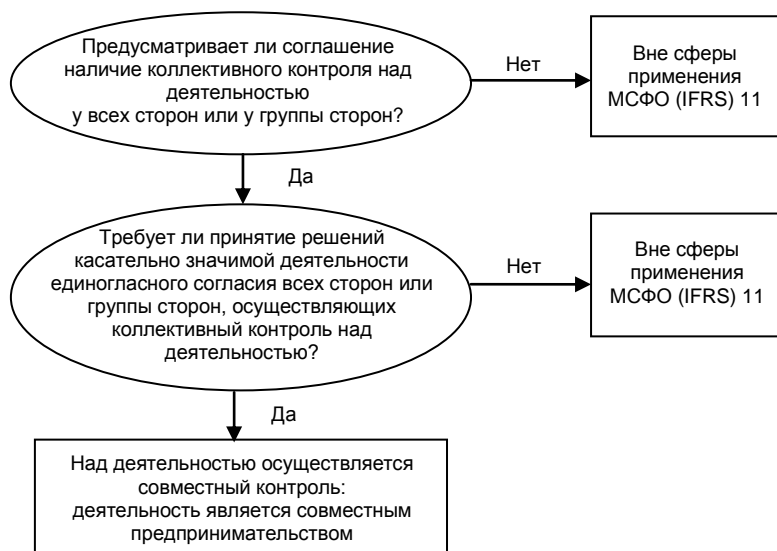 Предусматривает ли соглашение
наличие коллективного контроля над
деятельностью
у всех сторон или у группы сторон?
Нет
Вне сферы
применения
МСФО (IFRS) 11
Да
Требует ли принятие решений
касательно значимой деятельности
единогласного согласия всех сторон или
группы сторон, осуществляющих
коллективный контроль над
деятельностью?
Нет
Вне сферы
применения
МСФО (IFRS) 11
Да
Над деятельностью осуществляется
совместный контроль:
деятельность является совместным
предпринимательством